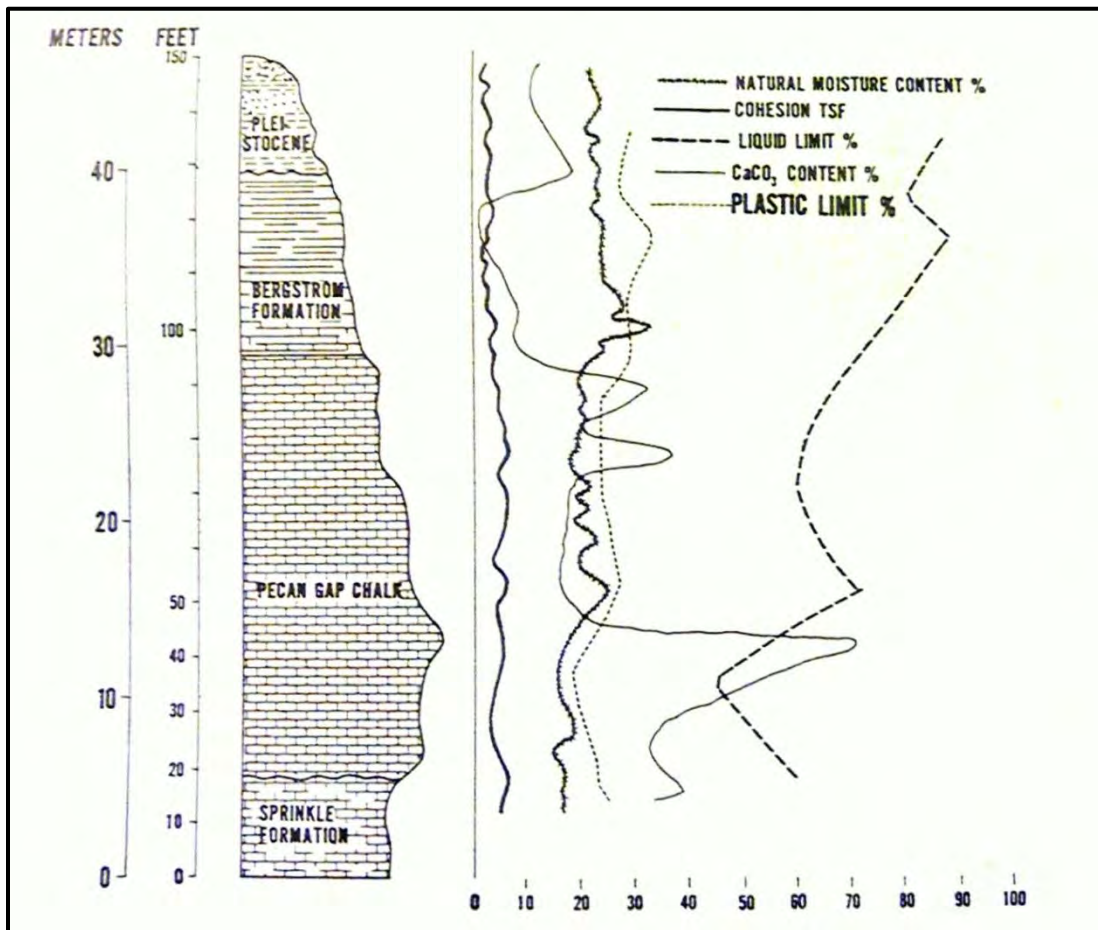 METERS FEET
150
PLEI-
STOCENE
40
BERGSTROM
FORMATION
100
30
20
PECAN GAP CHALK
50
40
10
30
20
SPRINKLE
FORMATION
10
0
0
NATURAL MOISTURE CONTENT %
COHESION TSF
LIQUID LIMIT %
CaCO₃ CONTENT %
PLASTIC LIMIT %
0 10 20 30 40 50 60 70 80 90 100